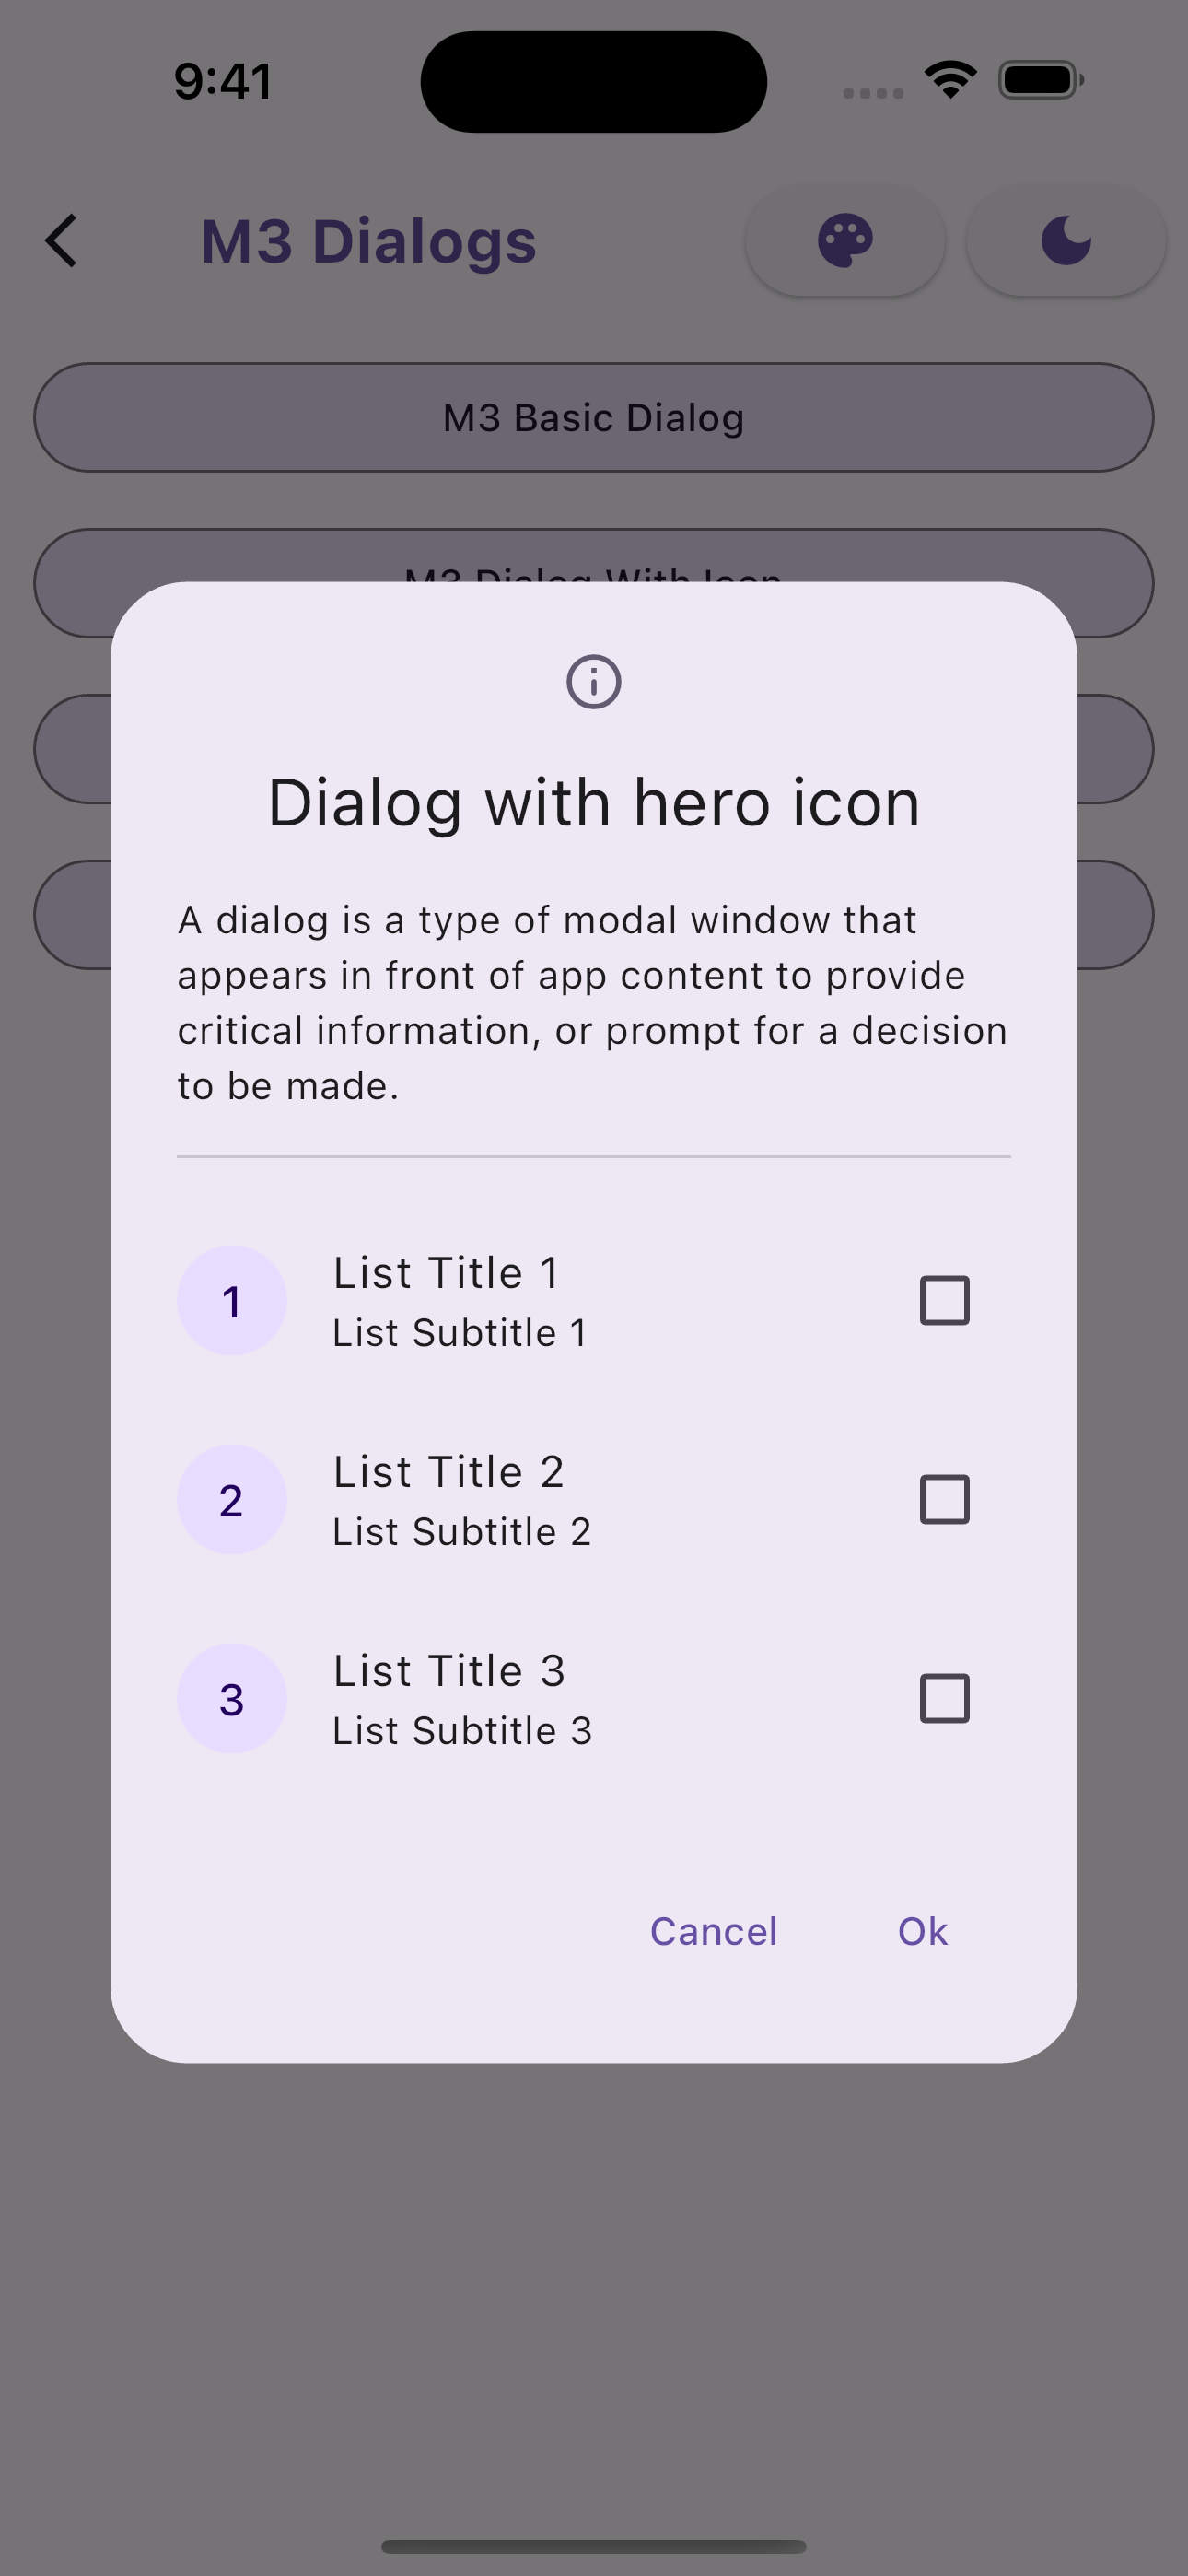 9:41
M3 Dialogs
M3 Basic Dialog
M3 Dialog With Icon
Dialog with hero icon
A dialog is a type of modal window that
appears in front of app content to provide
critical information, or prompt for a decision
to be made.
1
List Title 1
List Subtitle 1
2
List Title 2
List Subtitle 2
3
List Title 3
List Subtitle 3
Cancel Ok